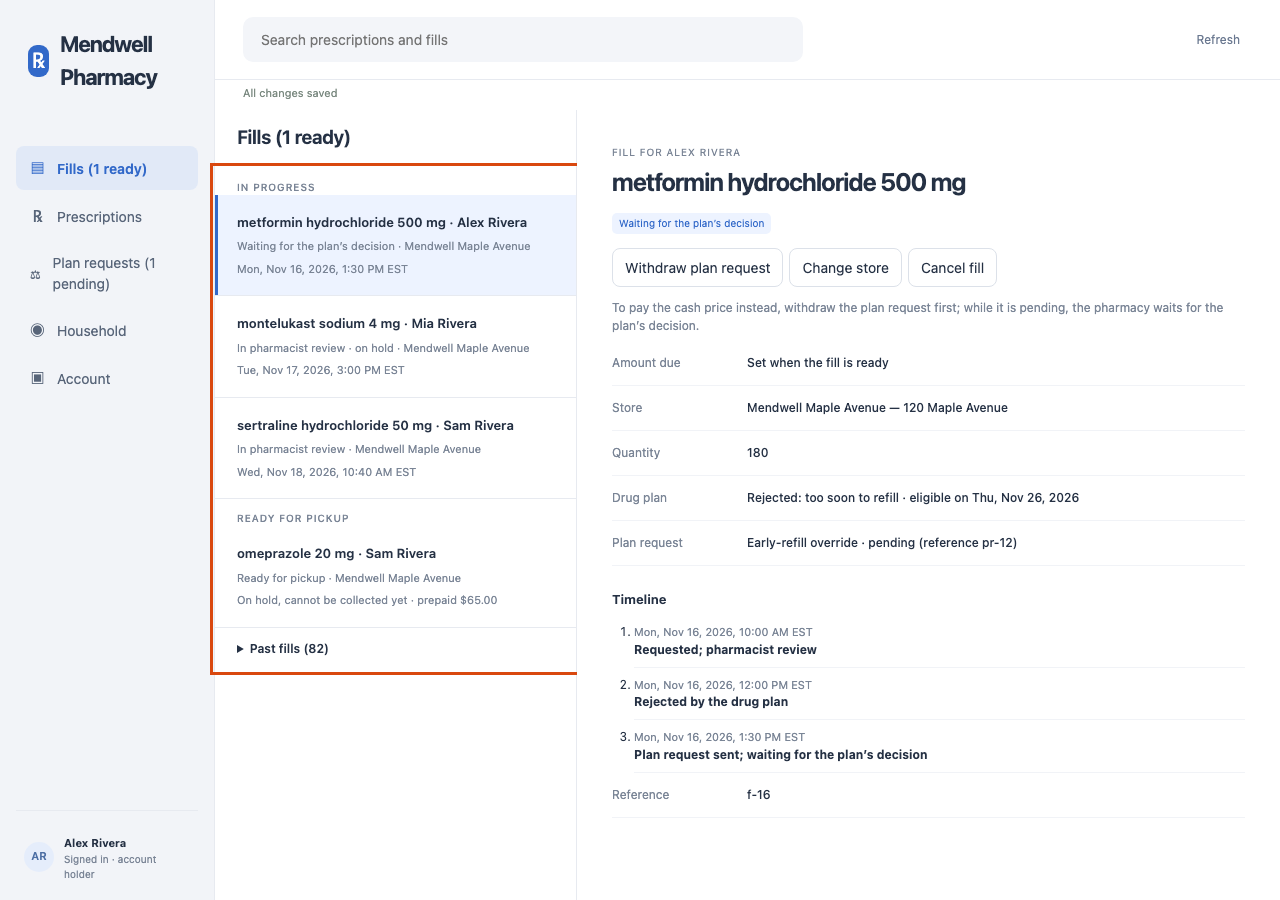 ℞ Mendwell
Pharmacy
Fills (1 ready)
℞ Prescriptions
Plan requests (1
pending)
Household
Account
AR
Alex Rivera
Signed in · account
holder
Search prescriptions and fills
Refresh
All changes saved
Fills (1 ready)
IN PROGRESS
metformin hydrochloride 500 mg · Alex Rivera
Waiting for the plan’s decision · Mendwell Maple Avenue
Mon, Nov 16, 2026, 1:30 PM EST
montelukast sodium 4 mg · Mia Rivera
In pharmacist review · on hold · Mendwell Maple Avenue
Tue, Nov 17, 2026, 3:00 PM EST
sertraline hydrochloride 50 mg · Sam Rivera
In pharmacist review · Mendwell Maple Avenue
Wed, Nov 18, 2026, 10:40 AM EST
READY FOR PICKUP
omeprazole 20 mg · Sam Rivera
Ready for pickup · Mendwell Maple Avenue
On hold, cannot be collected yet · prepaid $65.00
Past fills (82)
FILL FOR ALEX RIVERA
metformin hydrochloride 500 mg
Waiting for the plan’s decision
Withdraw plan request Change store Cancel fill
To pay the cash price instead, withdraw the plan request first; while it is pending, the pharmacy waits for the
plan’s decision.
Amount due Set when the fill is ready
Store Mendwell Maple Avenue — 120 Maple Avenue
Quantity 180
Drug plan Rejected: too soon to refill · eligible on Thu, Nov 26, 2026
Plan request Early-refill override · pending (reference pr-12)
Timeline
1. Mon, Nov 16, 2026, 10:00 AM EST
Requested; pharmacist review
2. Mon, Nov 16, 2026, 12:00 PM EST
Rejected by the drug plan
3. Mon, Nov 16, 2026, 1:30 PM EST
Plan request sent; waiting for the plan’s decision
Reference f-16